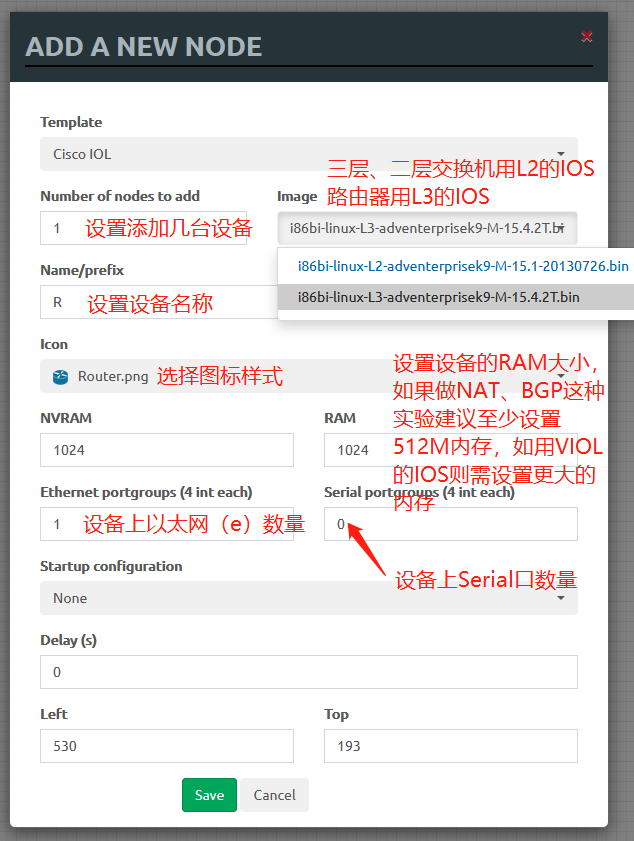 ADD A NEW NODE
Template
Cisco IOL
三层、二层交换机用L2的IOS
路由器用L3的IOS
Number of nodes to add
Image
1
设置添加几台设备
i86bi-linux-L3-adventerprisek9-M-15.4.2T.bi
i86bi-linux-L2-adventerprisek9-M-15.1-20130726.bin
i86bi-linux-L3-adventerprisek9-M-15.4.2T.bin
Name/prefix
R
设置设备名称
Icon
Router.png
选择图标样式
设置设备的RAM大小，
如果做NAT、BGP这种
实验建议至少设置
512M内存，如用VIOL
的IOS则需设置更大的
内存
NVRAM
RAM
1024
1024
Ethernet portgroups (4 int each)
Serial portgroups (4 int each)
1
设备上以太网（e）数量
0
设备上Serial口数量
Startup configuration
None
Delay (s)
0
Left
Top
530
193
Save
Cancel